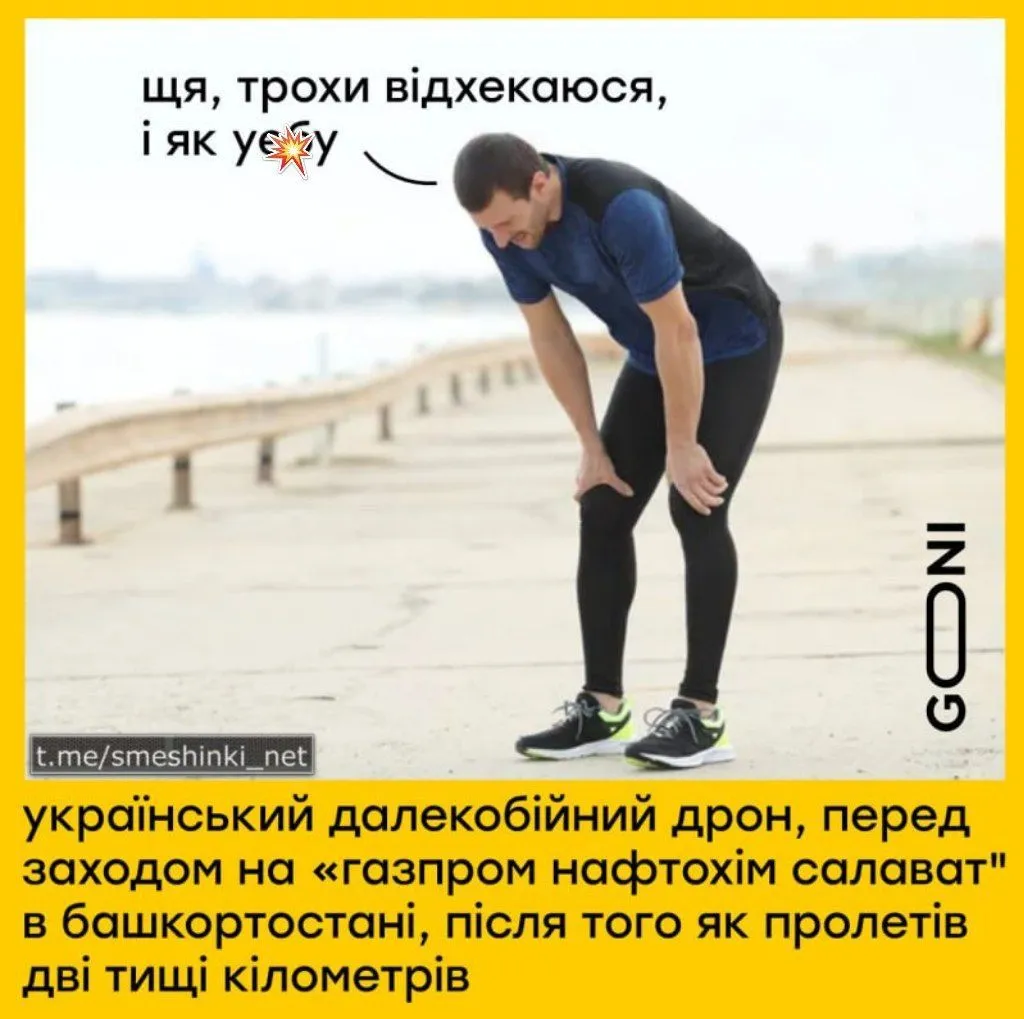 щя, трохи відхекаюся,
і як уєбу
GONI
t.me/smeshinki_net
український далекобійний дрон, перед
заходом на «газпром нафтохім салават"
в башкортостані, після того як пролетів
дві тищі кілометрів